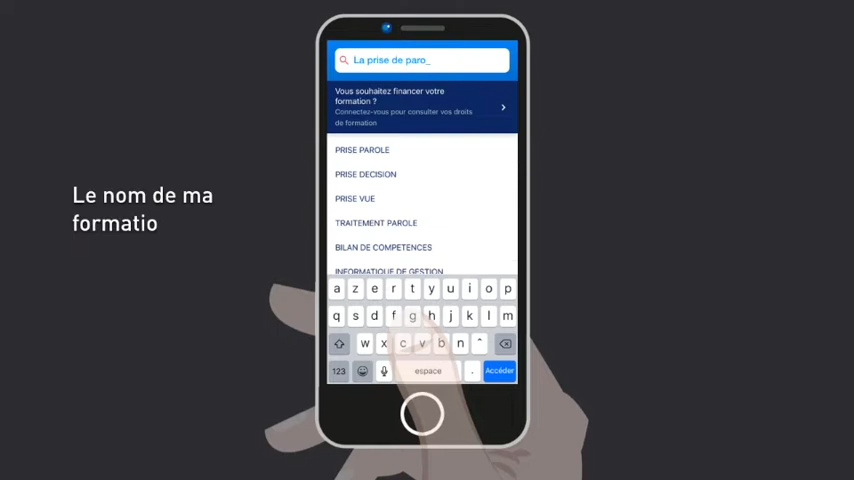 La prise de paro_
Vous souhaitez financer votre
formation ?
Connectez-vous pour consulter vos droits
de formation
PRISE PAROLE
PRISE DECISION
PRISE VUE
TRAITEMENT PAROLE
BILAN DE COMPETENCES
INFORMATIQUE DE GESTION
Le nom de ma
formatio
a z e r t y u i o p
q s d f g h j k l m
w x c v b n ^
123 espace . Accéder